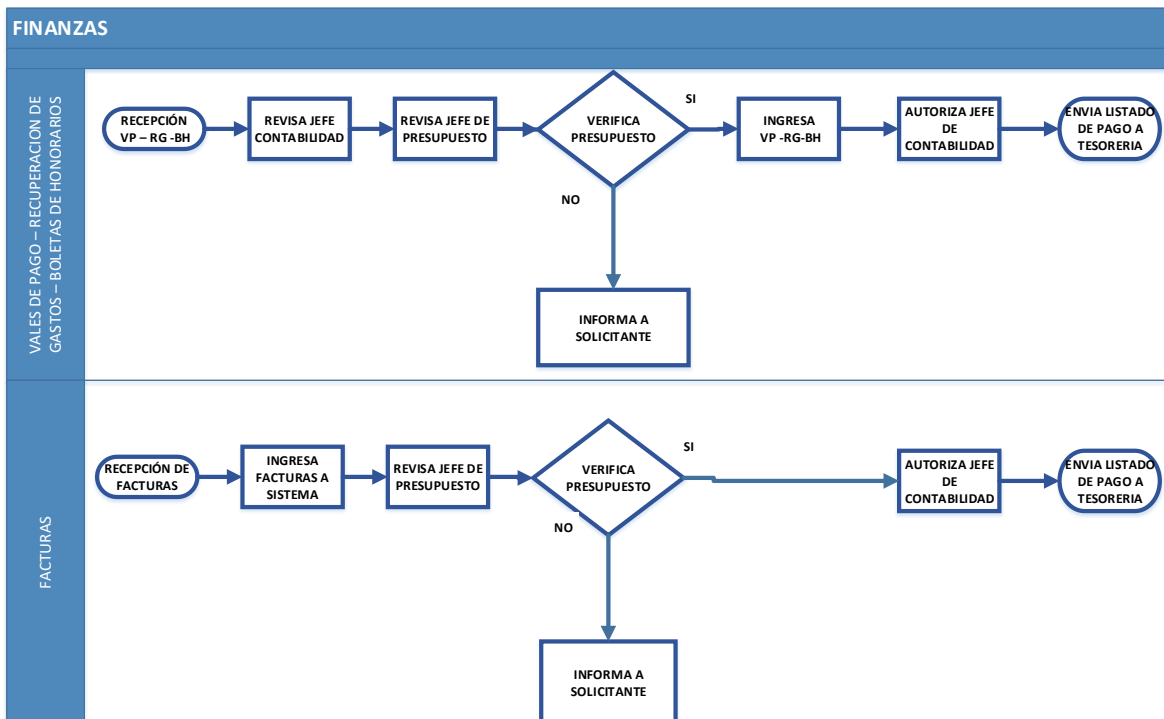 FINANZAS
VALES DE PAGO – RECUPERACION DE
GASTOS – BOLETAS DE HONORARIOS
RECEPCIÓN
VP – RG -BH
REVISA JEFE
CONTABILIDAD
REVISA JEFE DE
PRESUPUESTO
VERIFICA
PRESUPUESTO
SI
NO
INGRESA
VP -RG-BH
AUTORIZA JEFE
DE
CONTABILIDAD
ENVIA LISTADO
DE PAGO A
TESORERIA
INFORMA A
SOLICITANTE
FACTURAS
RECEPCIÓN DE
FACTURAS
INGRESA
FACTURAS A
SISTEMA
REVISA JEFE DE
PRESUPUESTO
VERIFICA
PRESUPUESTO
SI
NO
AUTORIZA JEFE
DE
CONTABILIDAD
ENVIA LISTADO
DE PAGO A
TESORERIA
INFORMA A
SOLICITANTE